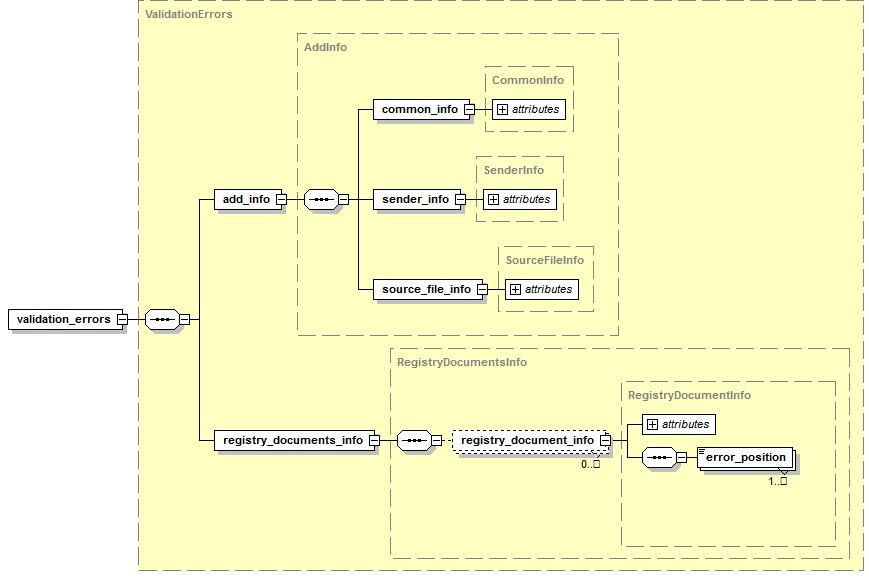 ValidationErrors
AddInfo
CommonInfo
common_info
attributes
SenderInfo
add_info
sender_info
attributes
SourceFileInfo
source_file_info
attributes
validation_errors
RegistryDocumentsInfo
RegistryDocumentInfo
attributes
registry_documents_info
registry_document_info
0..□
error_position
1..□